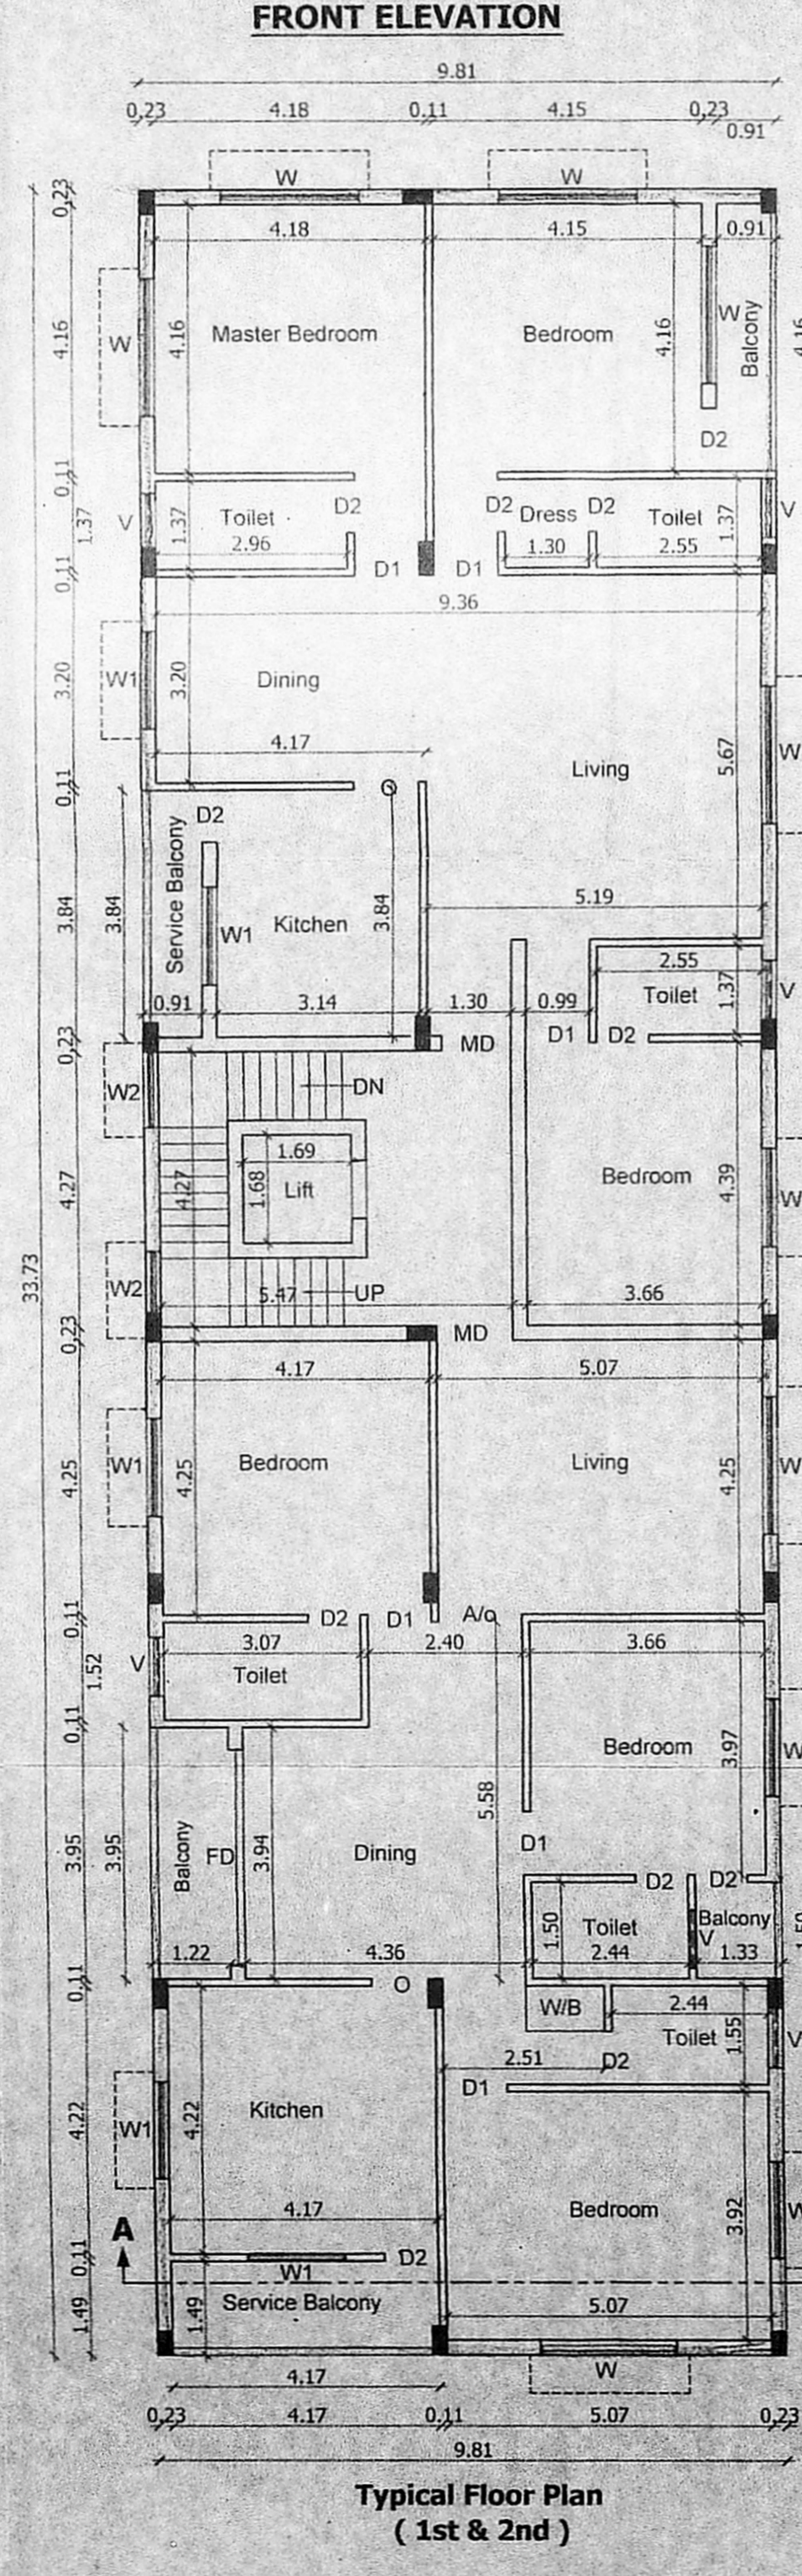 FRONT ELEVATION
9.81
0,23 4.18 0.11 4.15 0,23
0.91
W W
0,23
4.18 4.15 0.91
4.16 W 4.16 Master Bedroom Bedroom 4.16 W Balcony
D2
0,11
1.37 V 1.37 Toilet D2 D2 Dress D2 Toilet 1.37 V
2.96 1.30 2.55
0.11 D1 D1
9.36
3.20 W1 3.20 Dining
4.17
Living 5.67 W
0,11 O
D2
Service Balcony
3.84 3.84 W1 Kitchen 3.84
5.19
2.55
Toilet 1.37 V
0.91 3.14 1.30 0.99
D1 D2
0,23 MD
W2 DN
4.27 4.27 1.69
1.68 Lift
Bedroom 4.39 W
33.73
W2 5.47 UP 3.66
0,23 MD
4.17 5.07
4.25 W1 4.25 Bedroom Living 4.25 W
0,11 D2 D1 A/o
3.07 2.40 3.66
1.52 V Toilet
0,11
Bedroom 3.97 W
5.58
3.95 3.95 Balcony FD 3.94 Dining D1
D2 D2
1.50 Toilet Balcony
V
1.22 4.36 2.44 1.33
0,11 O
W/B 2.44
Toilet 1.55 V
2.51 D2
D1
4.22 W1 4.22 Kitchen
4.17 Bedroom 3.92 W
A
0,11 D2
W1
1.49 1.49 Service Balcony 5.07
W
4.17
0,23 4.17 0.11 5.07 0,23
9.81
Typical Floor Plan
( 1st & 2nd )